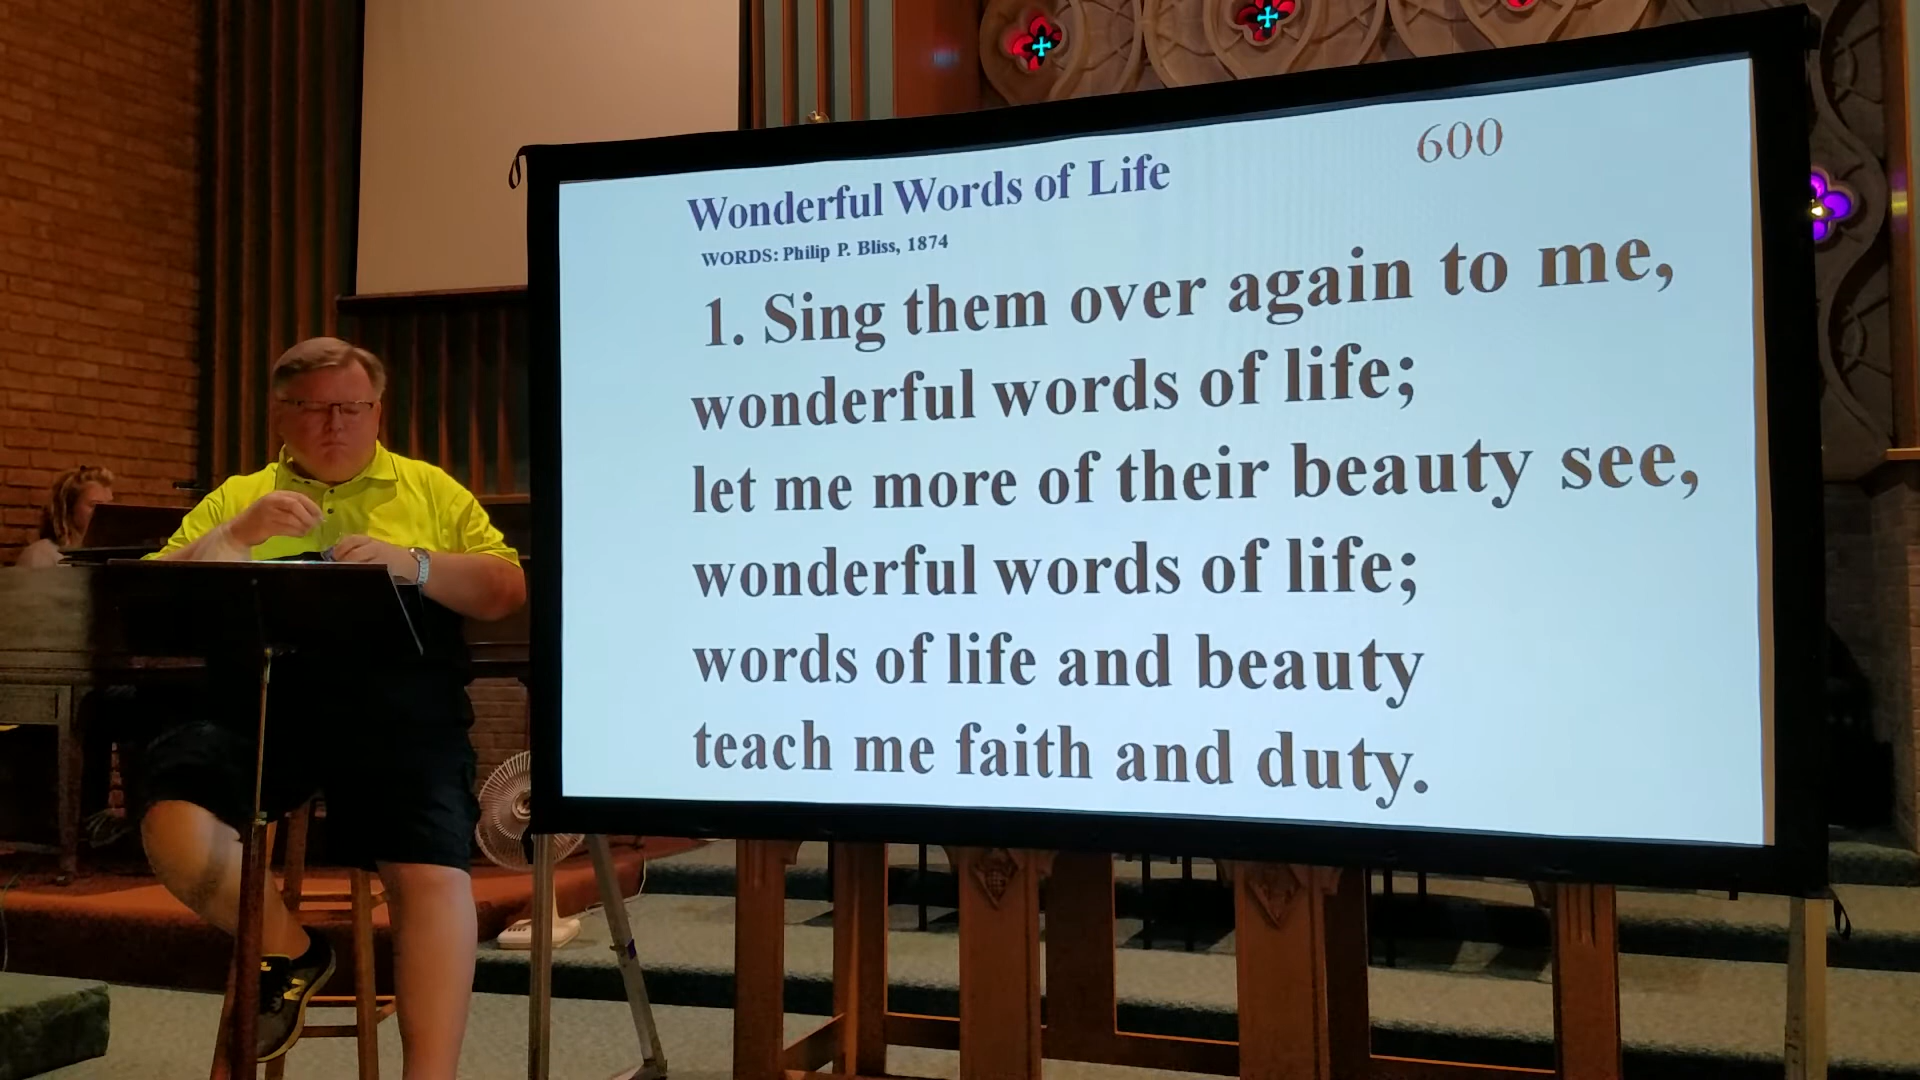 600
Wonderful Words of Life
WORDS: Philip P. Bliss, 1874
1. Sing them over again to me,
wonderful words of life;
let me more of their beauty see,
wonderful words of life;
words of life and beauty
teach me faith and duty.
N